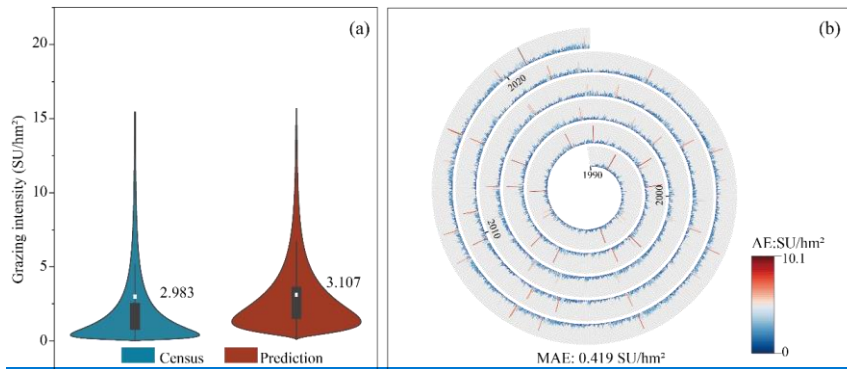 (a)
Grazing intensity (SU/hm²)
20
15
10
5
0
2.983
3.107
Census
Prediction
(b)
1990
2000
2010
2020
AE:SU/hm²
10.1
0
MAE: 0.419 SU/hm²